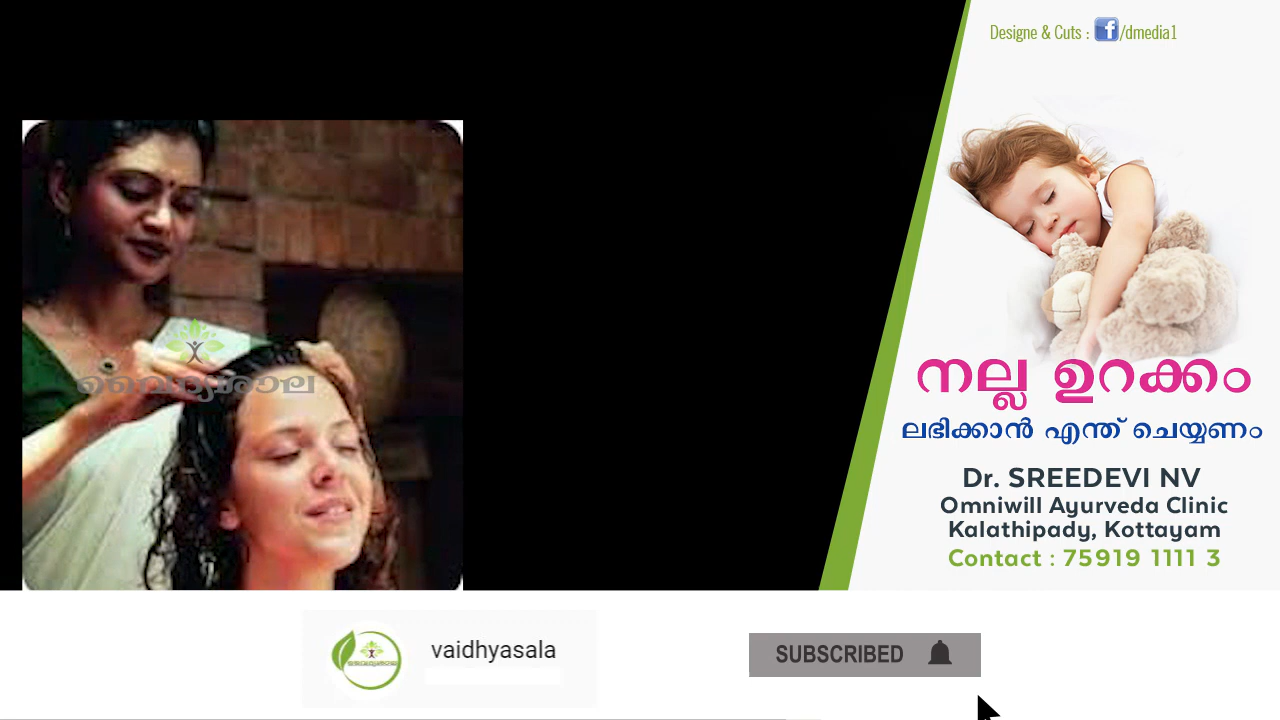 Designe & Cuts : f/dmedia1
വൈദ്യശാല
നല്ല ഉറക്കം
ലഭിക്കാൻ എന്ത് ചെയ്യണം
Dr. SREEDEVI NV
Omniwill Ayurveda Clinic
Kalathipady, Kottayam
Contact : 75919 1111 3
vaidhyasala
SUBSCRIBED